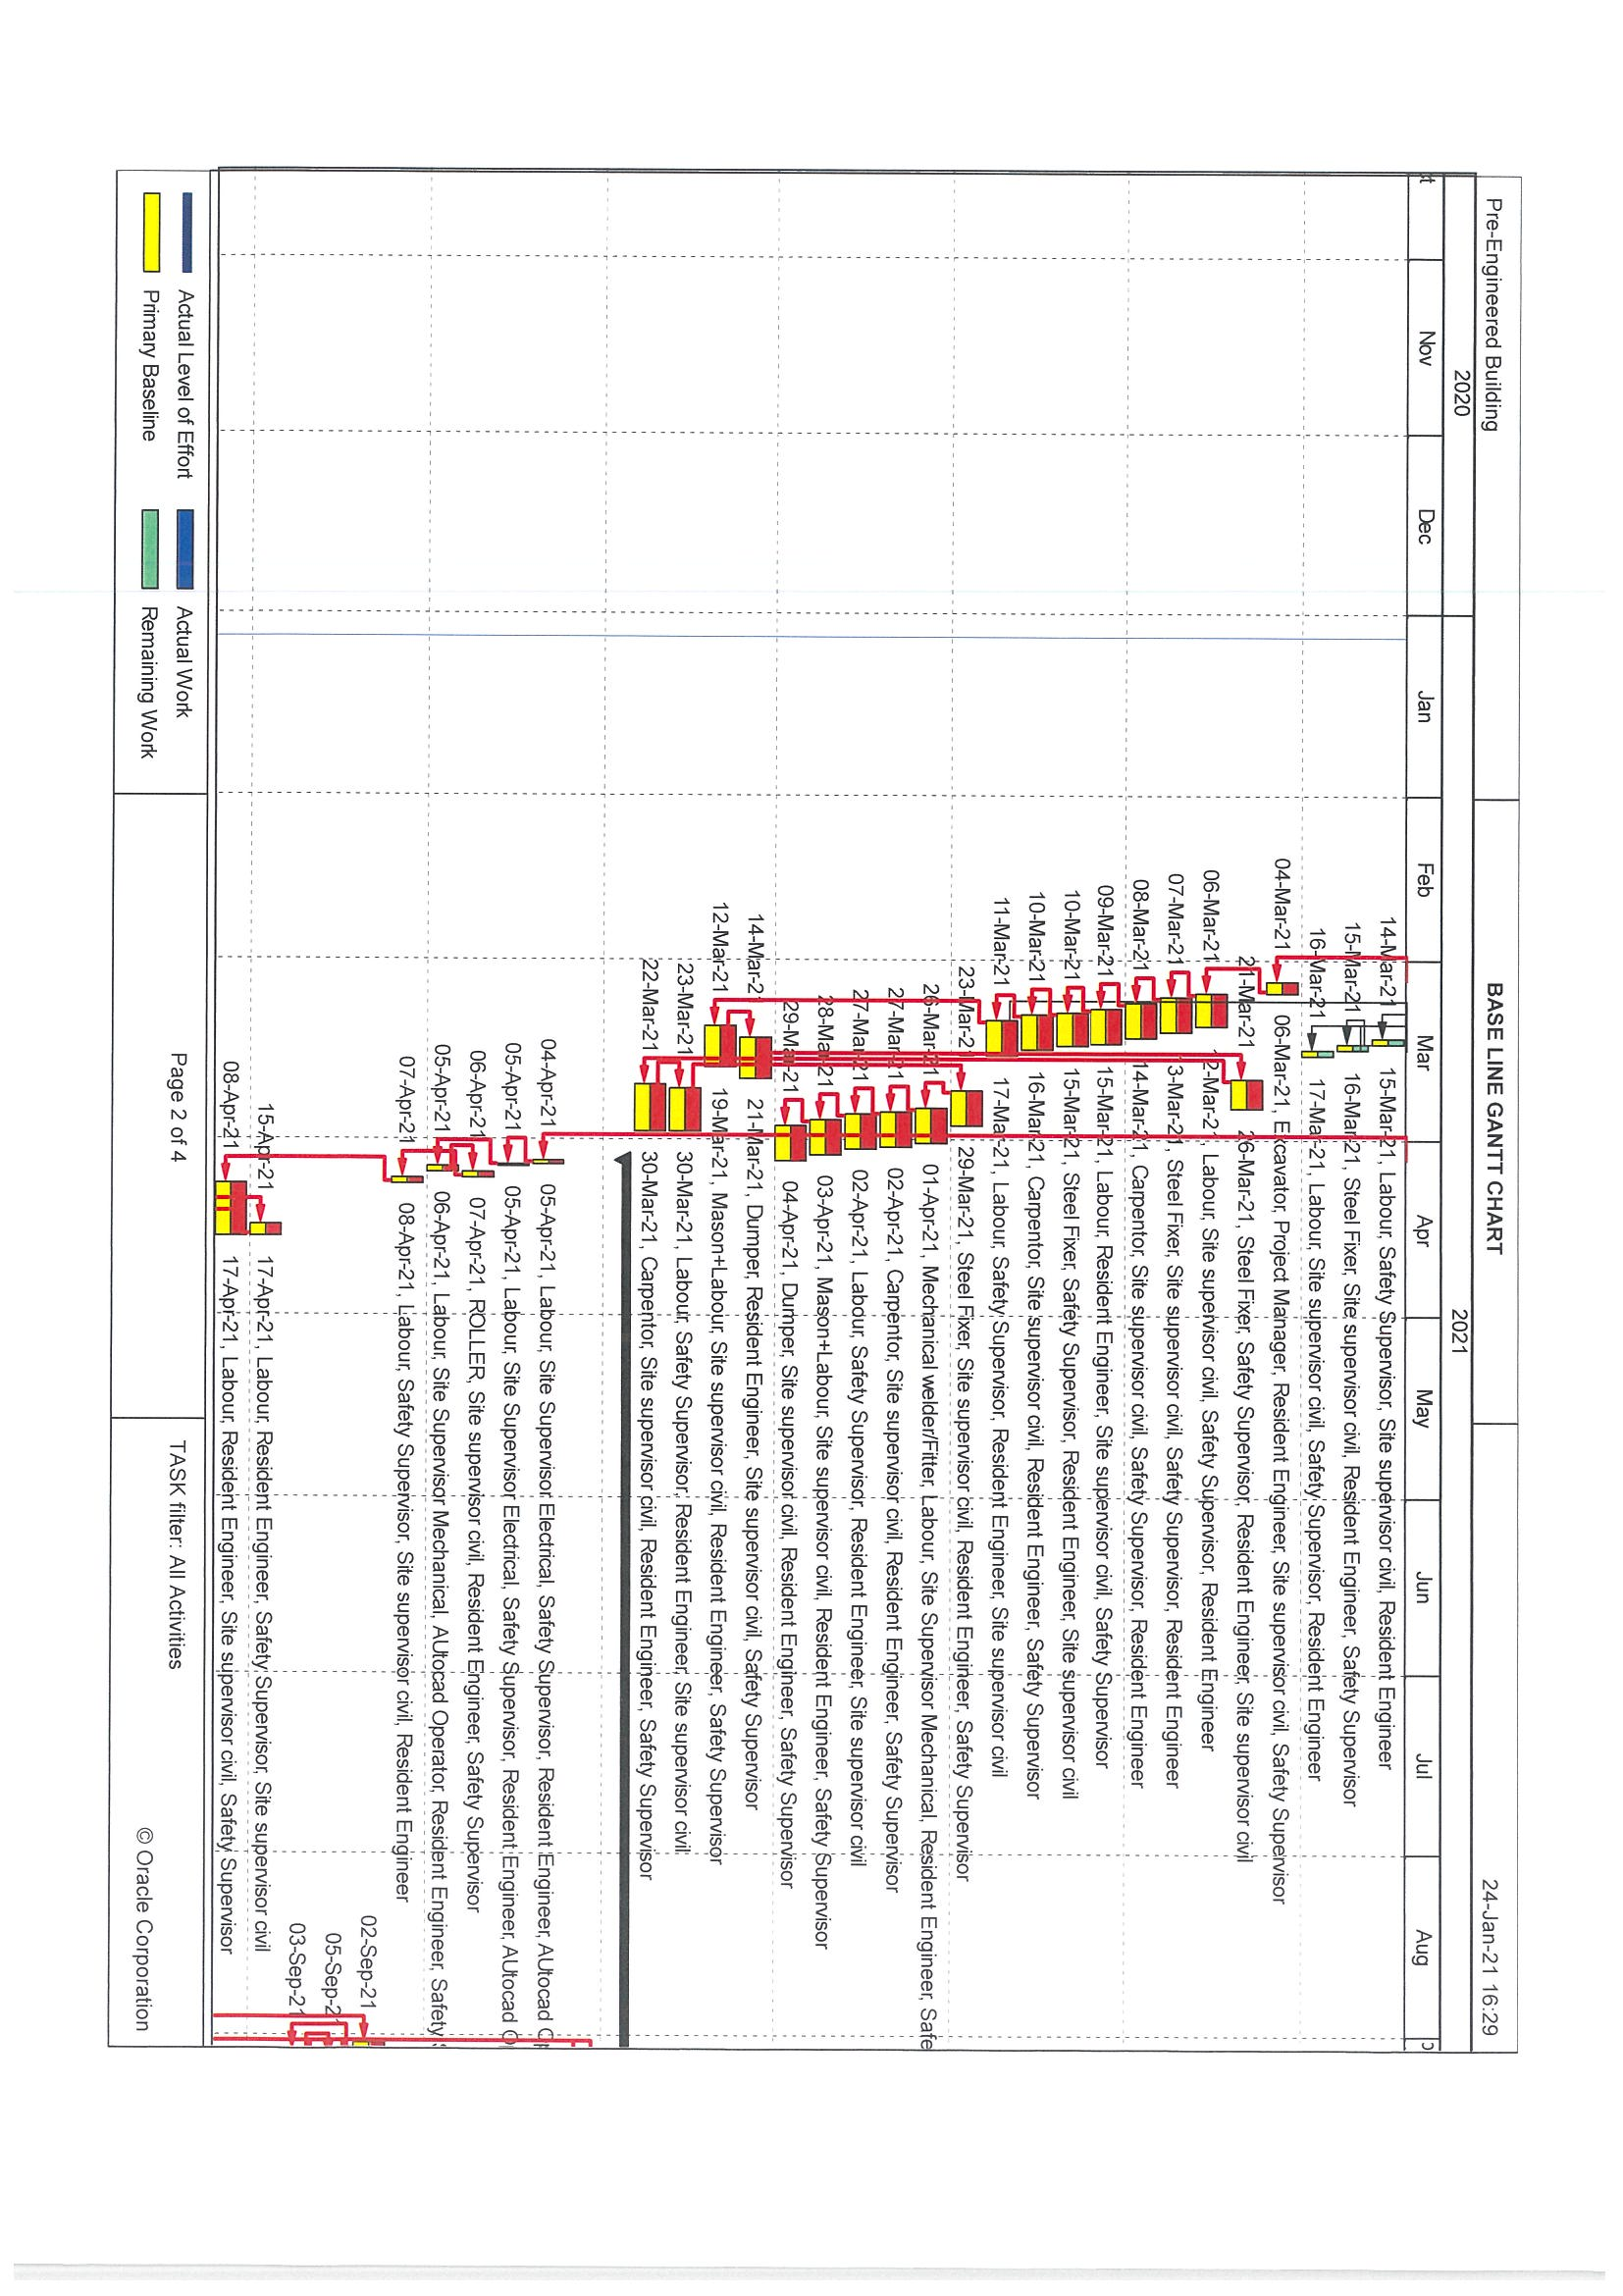 Pre-Engineered Building
BASE LINE GANTT CHART
24-Jan-21 16:29
2020
2021
Nov
Dec
Jan
Feb
Mar
Apr
May
Jun
Jul
Aug
14-Mar-21 15-Mar-21, Labour, Safety Supervisor, Site supervisor civil, Resident Engineer
15-Mar-21 16-Mar-21, Steel Fixer, Site supervisor civil, Resident Engineer, Safety Supervisor
16-Mar-21 17-Mar-21, Labour, Site supervisor civil, Safety Supervisor, Resident Engineer
04-Mar-21 06-Mar-21, Excavator, Project Manager, Resident Engineer, Site supervisor civil, Safety Supervisor
21-Mar-21 26-Mar-21, Steel Fixer, Safety Supervisor, Resident Engineer, Site supervisor civil
06-Mar-21 12-Mar-21, Labour, Site supervisor civil, Safety Supervisor, Resident Engineer
07-Mar-21 13-Mar-21, Steel Fixer, Site supervisor civil, Safety Supervisor, Resident Engineer
08-Mar-21 14-Mar-21, Carpentor, Site supervisor civil, Safety Supervisor, Resident Engineer
09-Mar-21 15-Mar-21, Labour, Resident Engineer, Site supervisor civil, Safety Supervisor
10-Mar-21 15-Mar-21, Steel Fixer, Safety Supervisor, Resident Engineer, Site supervisor civil
10-Mar-21 16-Mar-21, Carpentor, Site supervisor civil, Resident Engineer, Safety Supervisor
11-Mar-21 17-Mar-21, Labour, Safety Supervisor, Resident Engineer, Site supervisor civil
23-Mar-21 29-Mar-21, Steel Fixer, Site supervisor civil, Resident Engineer, Safety Supervisor
26-Mar-21 01-Apr-21, Mechanical welder/Fitter, Labour, Site Supervisor Mechanical, Resident Engineer, Safe
27-Mar-21 02-Apr-21, Carpentor, Site supervisor civil, Resident Engineer, Safety Supervisor
27-Mar-21 02-Apr-21, Labour, Safety Supervisor, Resident Engineer, Site supervisor civil
28-Mar-21 03-Apr-21, Mason+Labour, Site supervisor civil, Resident Engineer, Safety Supervisor
29-Mar-21 04-Apr-21, Dumper, Site supervisor civil, Resident Engineer, Safety Supervisor
14-Mar-21 21-Mar-21, Dumper, Resident Engineer, Site supervisor civil, Safety Supervisor
12-Mar-21 19-Mar-21, Mason+Labour, Site supervisor civil, Resident Engineer, Safety Supervisor
23-Mar-21 30-Mar-21, Labour, Safety Supervisor, Resident Engineer, Site supervisor civil
22-Mar-21 30-Mar-21, Carpentor, Site supervisor civil, Resident Engineer, Safety Supervisor
04-Apr-21 05-Apr-21, Labour, Site Supervisor Electrical, Safety Supervisor, Resident Engineer, AUtocad
05-Apr-21 05-Apr-21, Labour, Site Supervisor Electrical, Safety Supervisor, Resident Engineer, AUtocad
06-Apr-21 07-Apr-21, ROLLER, Site supervisor civil, Resident Engineer, Safety Supervisor
05-Apr-21 06-Apr-21, Labour, Site Supervisor Mechanical, AUtocad Operator, Resident Engineer, Safety
07-Apr-21 08-Apr-21, Labour, Safety Supervisor, Site supervisor civil, Resident Engineer
02-Sep-21
05-Sep-2
03-Sep-21
15-Apr-21 17-Apr-21, Labour, Resident Engineer, Safety Supervisor, Site supervisor civil
08-Apr-21 17-Apr-21, Labour, Resident Engineer, Site supervisor civil, Safety Supervisor
Actual Level of Effort
Actual Work
Primary Baseline
Remaining Work
Page 2 of 4
TASK filter: All Activities
© Oracle Corporation